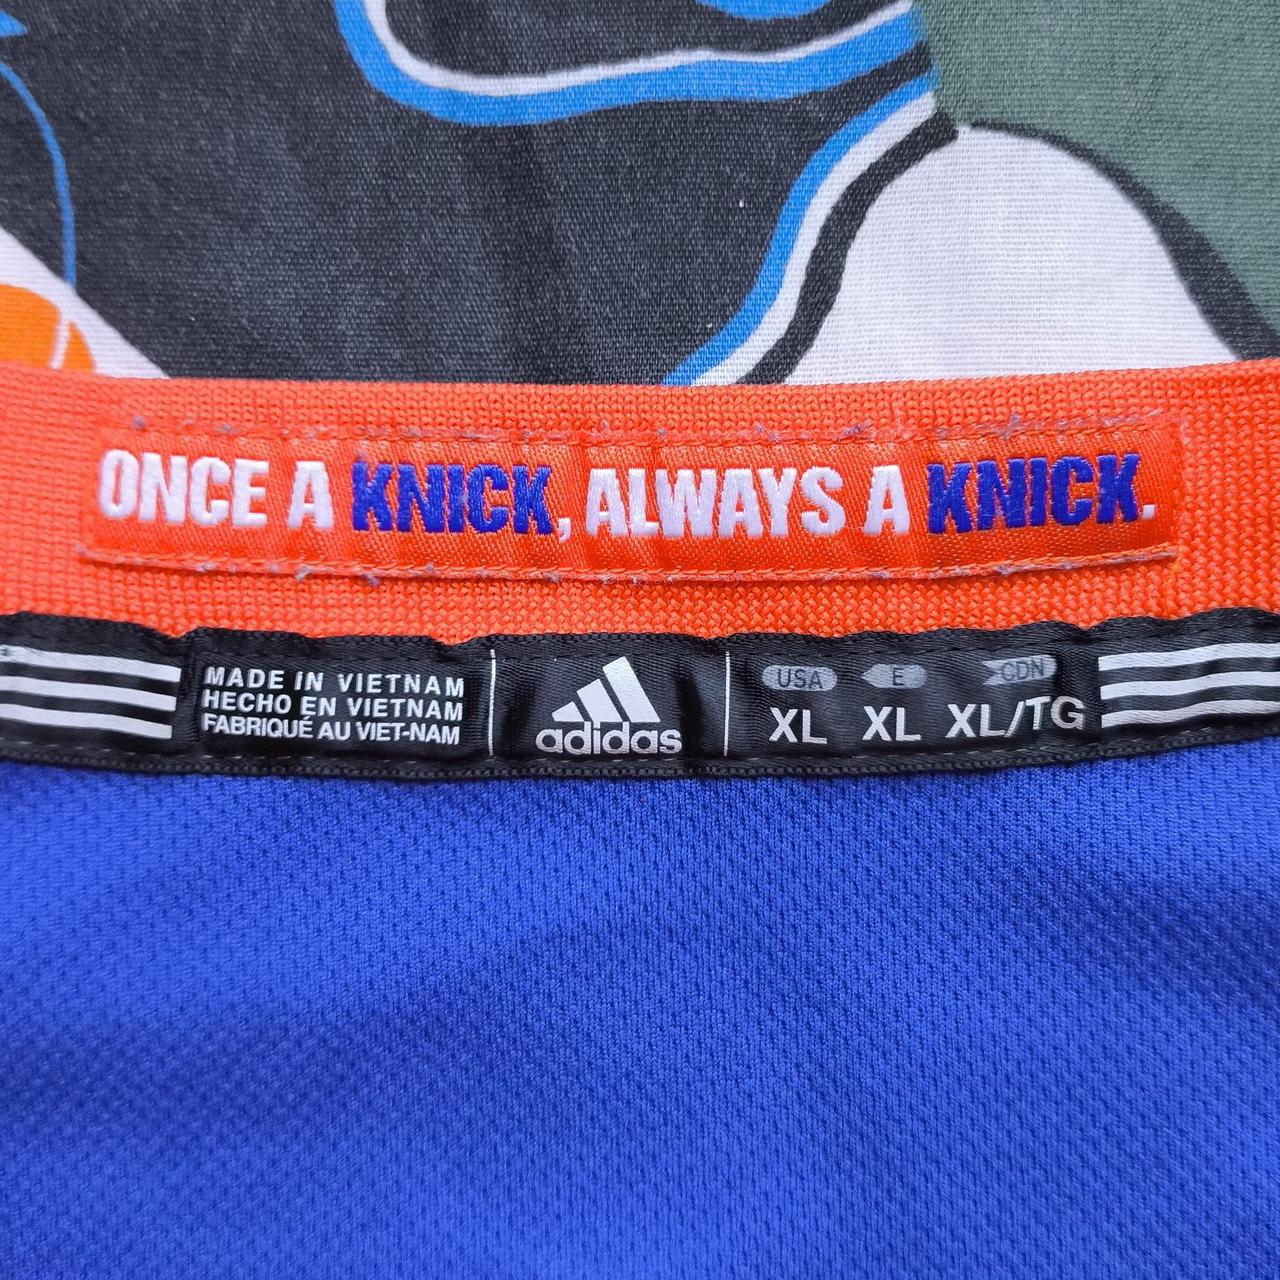 ONCE A KNICK, ALWAYS A KNICK.
MADE IN VIETNAM
HECHO EN VIETNAM
FABRIQUÉ AU VIET-NAM
adidas
USA E CDN
XL XL XL/TG